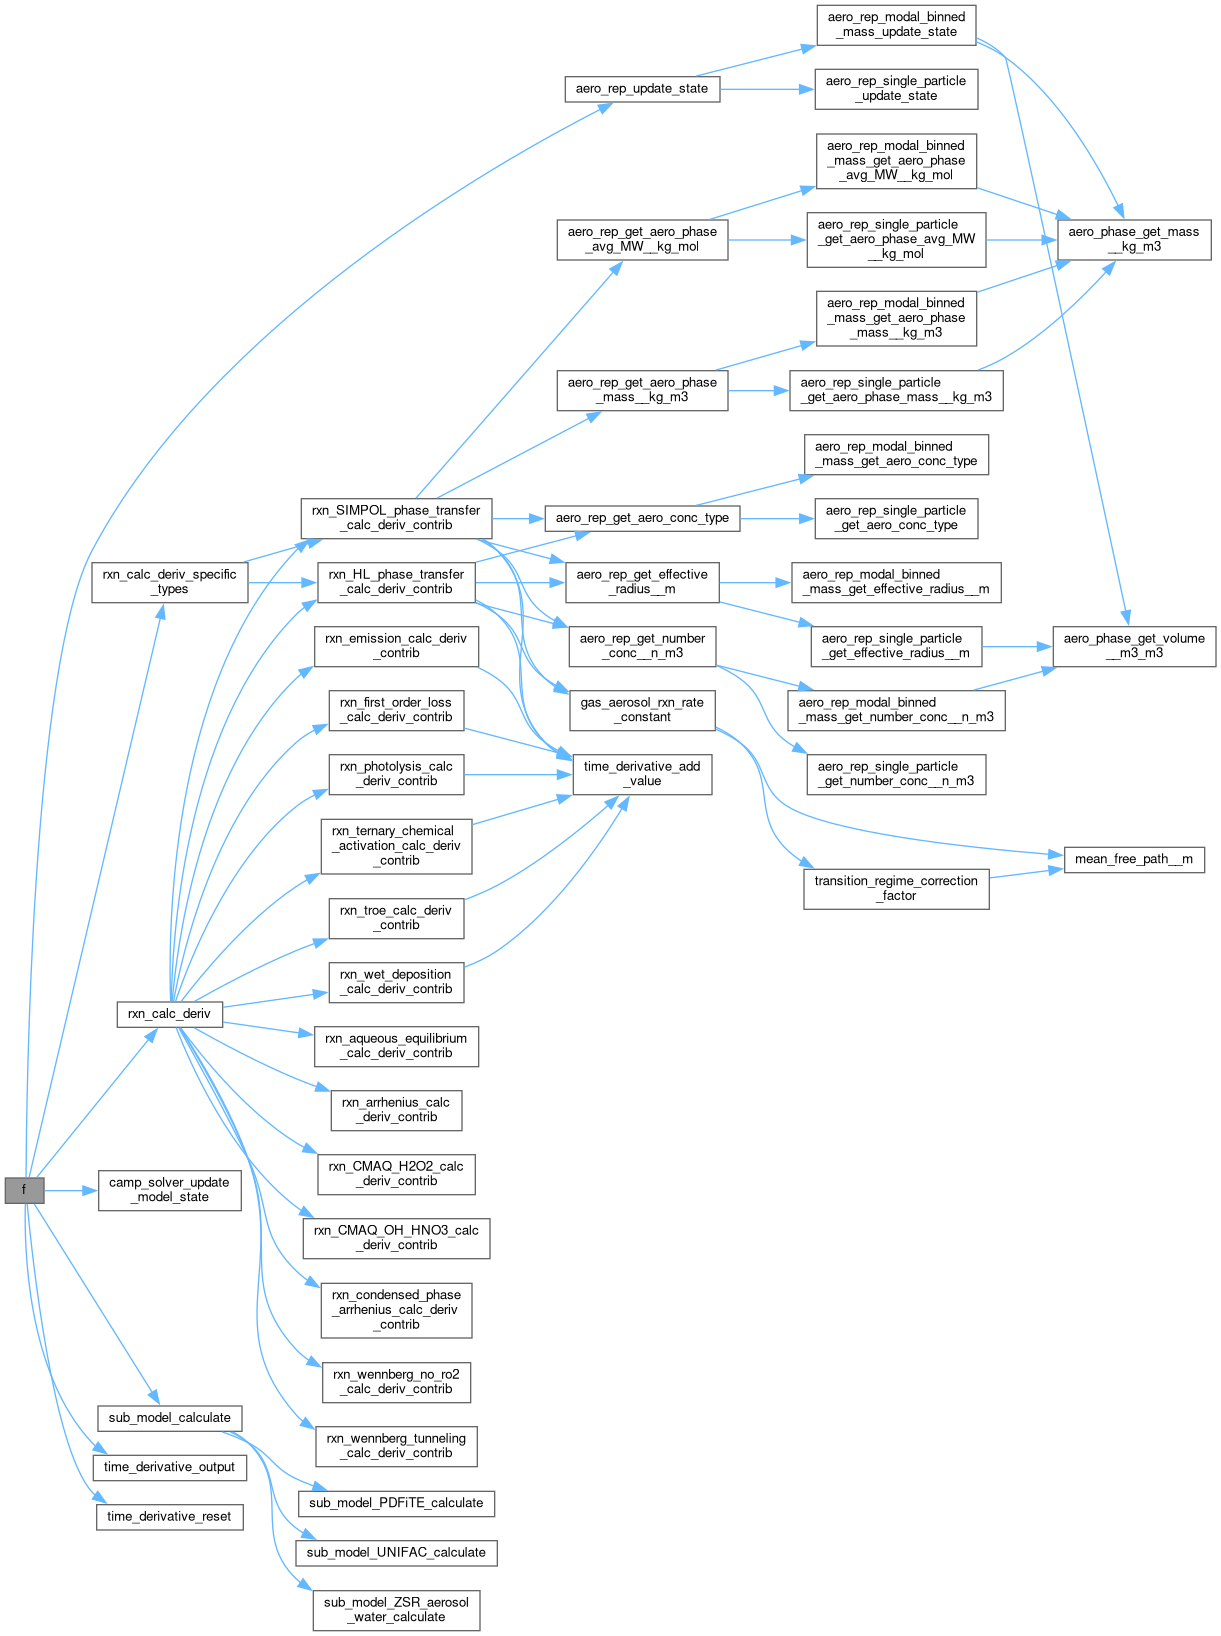 aero_rep_modal_binned
_mass_update_state
aero_rep_update_state
aero_rep_single_particle
_update_state
aero_rep_modal_binned
_mass_get_aero_phase
_avg_MW__kg_mol
aero_rep_get_aero_phase
_avg_MW__kg_mol
aero_rep_single_particle
_get_aero_phase_avg_MW
__kg_mol
aero_phase_get_mass
__kg_m3
aero_rep_modal_binned
_mass_get_aero_phase
_mass__kg_m3
aero_rep_get_aero_phase
_mass__kg_m3
aero_rep_single_particle
_get_aero_phase_mass__kg_m3
aero_rep_modal_binned
_mass_get_aero_conc_type
rxn_SIMPOL_phase_transfer
_calc_deriv_contrib
aero_rep_get_aero_conc_type
aero_rep_single_particle
_get_aero_conc_type
rxn_calc_deriv_specific
_types
rxn_HL_phase_transfer
_calc_deriv_contrib
aero_rep_get_effective
_radius__m
aero_rep_modal_binned
_mass_get_effective_radius__m
rxn_emission_calc_deriv
_contrib
aero_rep_get_number
_conc__n_m3
aero_rep_single_particle
_get_effective_radius__m
aero_phase_get_volume
__m3_m3
rxn_first_order_loss
_calc_deriv_contrib
gas_aerosol_rxn_rate
_constant
aero_rep_modal_binned
_mass_get_number_conc__n_m3
rxn_photolysis_calc
_deriv_contrib
time_derivative_add
_value
aero_rep_single_particle
_get_number_conc__n_m3
rxn_ternary_chemical
_activation_calc_deriv
_contrib
mean_free_path__m
transition_regime_correction
_factor
rxn_troe_calc_deriv
_contrib
rxn_wet_deposition
_calc_deriv_contrib
rxn_calc_deriv
rxn_aqueous_equilibrium
_calc_deriv_contrib
rxn_arrhenius_calc
_deriv_contrib
rxn_CMAQ_H2O2_calc
_deriv_contrib
f
camp_solver_update
_model_state
rxn_CMAQ_OH_HNO3_calc
_deriv_contrib
rxn_condensed_phase
_arrhenius_calc_deriv
_contrib
rxn_wennberg_no_ro2
_calc_deriv_contrib
sub_model_calculate
rxn_wennberg_tunneling
_calc_deriv_contrib
time_derivative_output
sub_model_PDFiTE_calculate
time_derivative_reset
sub_model_UNIFAC_calculate
sub_model_ZSR_aerosol
_water_calculate